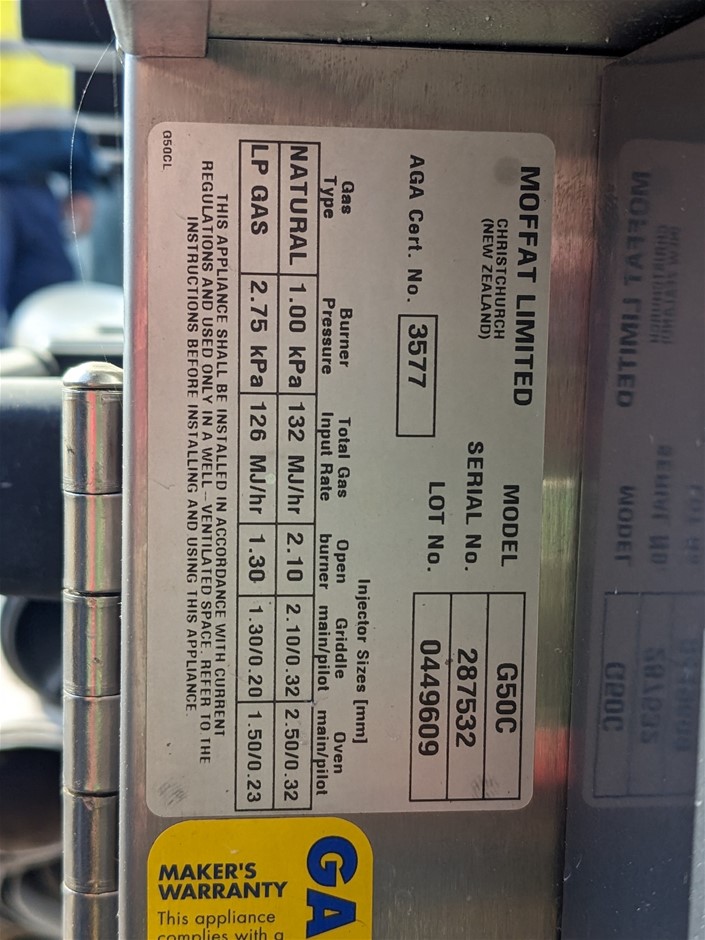 MOFFAT LIMITED
CHRISTCHURCH
(NEW ZEALAND)
MODEL G50C
SERIAL No. 287532
LOT No. 0449609
AGA Cert. No. 3577
Injector Sizes [mm]
Gas Type Burner Pressure Total Gas Input Rate Open burner Griddle main/pilot Oven main/pilot
NATURAL 1.00 kPa 132 MJ/hr 2.10 2.10/0.32 2.50/0.32
LP GAS 2.75 kPa 126 MJ/hr 1.30 1.30/0.20 1.50/0.23
THIS APPLIANCE SHALL BE INSTALLED IN ACCORDANCE WITH CURRENT
REGULATIONS AND USED ONLY IN A WELL-VENTILATED SPACE. REFER TO THE
INSTRUCTIONS BEFORE INSTALLING AND USING THIS APPLIANCE.
G50CL
GA
MAKER'S
WARRANTY
This appliance
complies with a